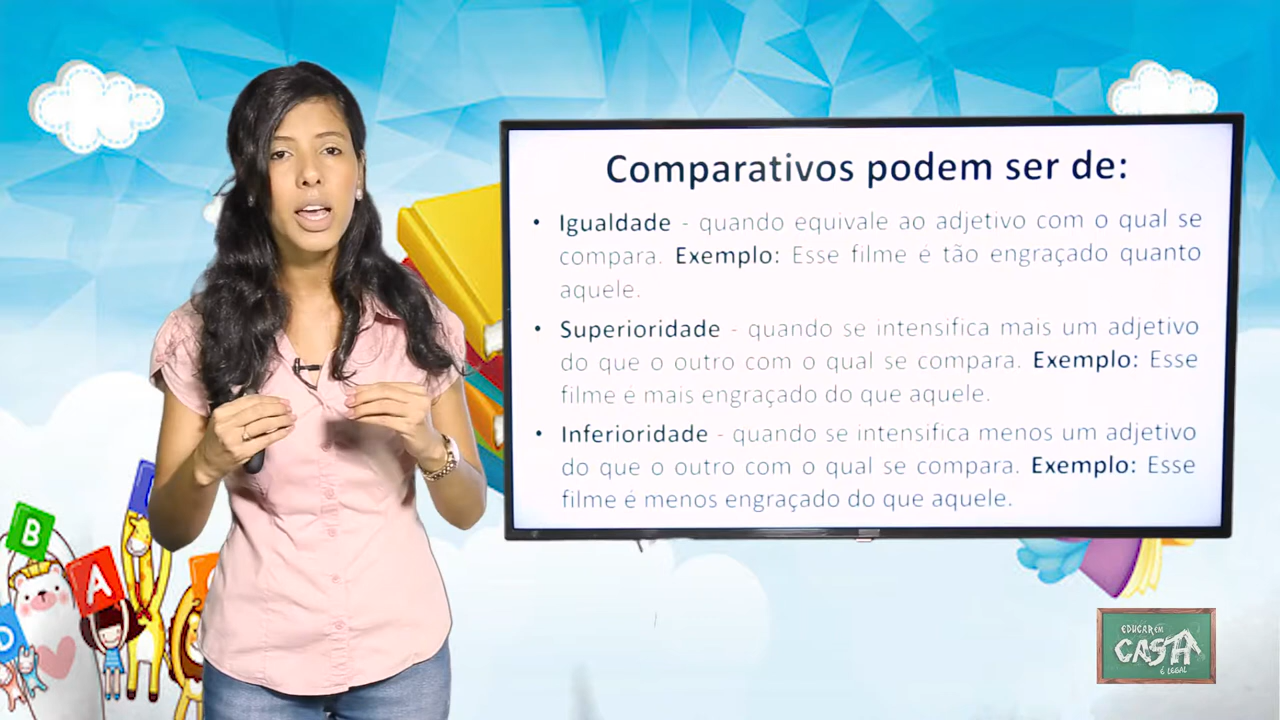 Comparativos podem ser de:
• Igualdade - quando equivale ao adjetivo com o qual se
compara. Exemplo: Esse filme é tão engraçado quanto
aquele.
• Superioridade - quando se intensifica mais um adjetivo
do que o outro com o qual se compara. Exemplo: Esse
filme é mais engraçado do que aquele.
• Inferioridade - quando se intensifica menos um adjetivo
do que o outro com o qual se compara. Exemplo: Esse
filme é menos engraçado do que aquele.
B
A
EDUCAR EM
CASA
É LEGAL